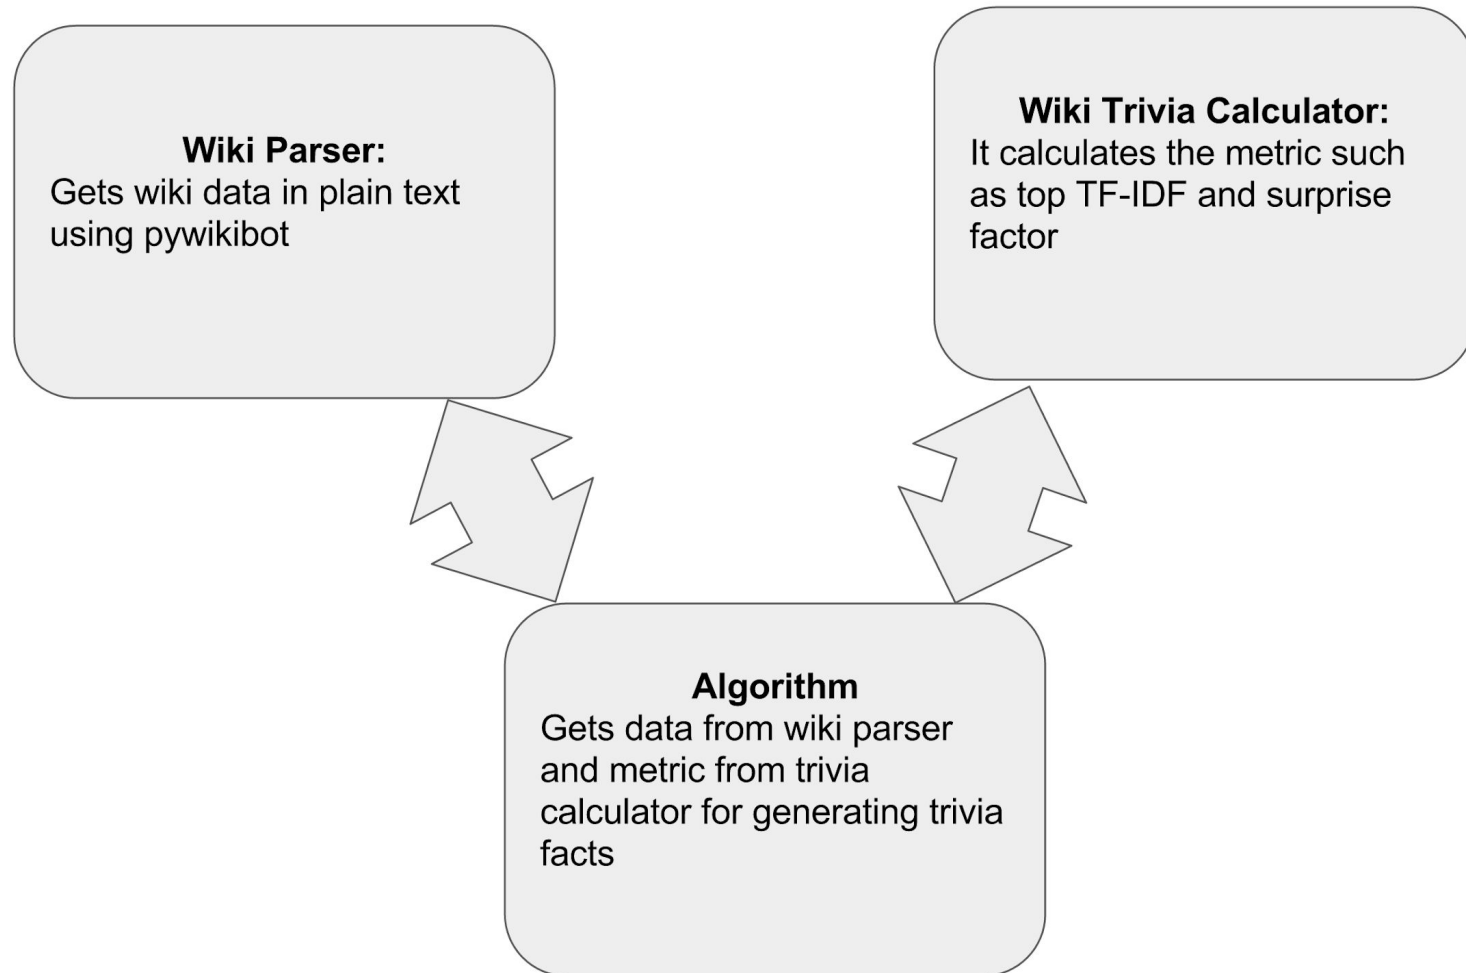 Wiki Parser:
Gets wiki data in plain text
using pywikibot
Wiki Trivia Calculator:
It calculates the metric such
as top TF-IDF and surprise
factor
Algorithm
Gets data from wiki parser
and metric from trivia
calculator for generating trivia
facts